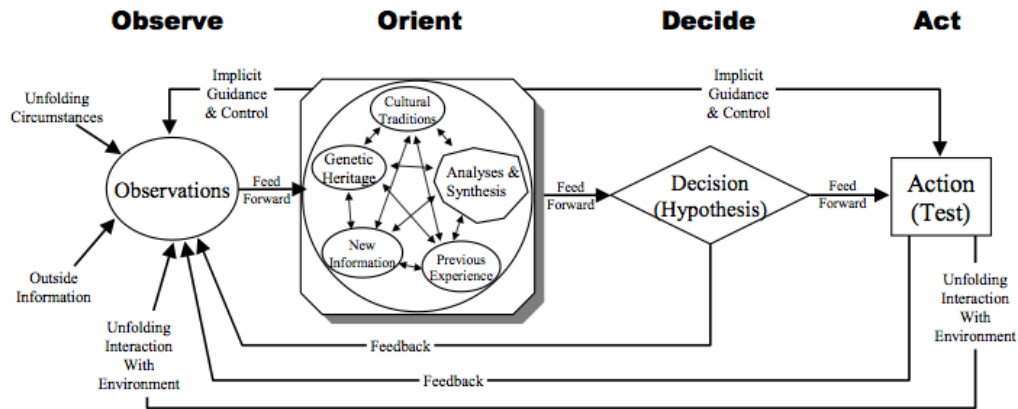 Observe
Orient
Decide
Act
Implicit
Guidance
& Control
Implicit
Guidance
& Control
Unfolding
Circumstances
Cultural
Traditions
Genetic
Heritage
Analyses &
Synthesis
New
Information
Previous
Experience
Observations
Feed
Forward
Feed
Forward
Decision
(Hypothesis)
Feed
Forward
Action
(Test)
Outside
Information
Unfolding
Interaction
With
Environment
Feedback
Feedback
Unfolding
Interaction
With
Environment